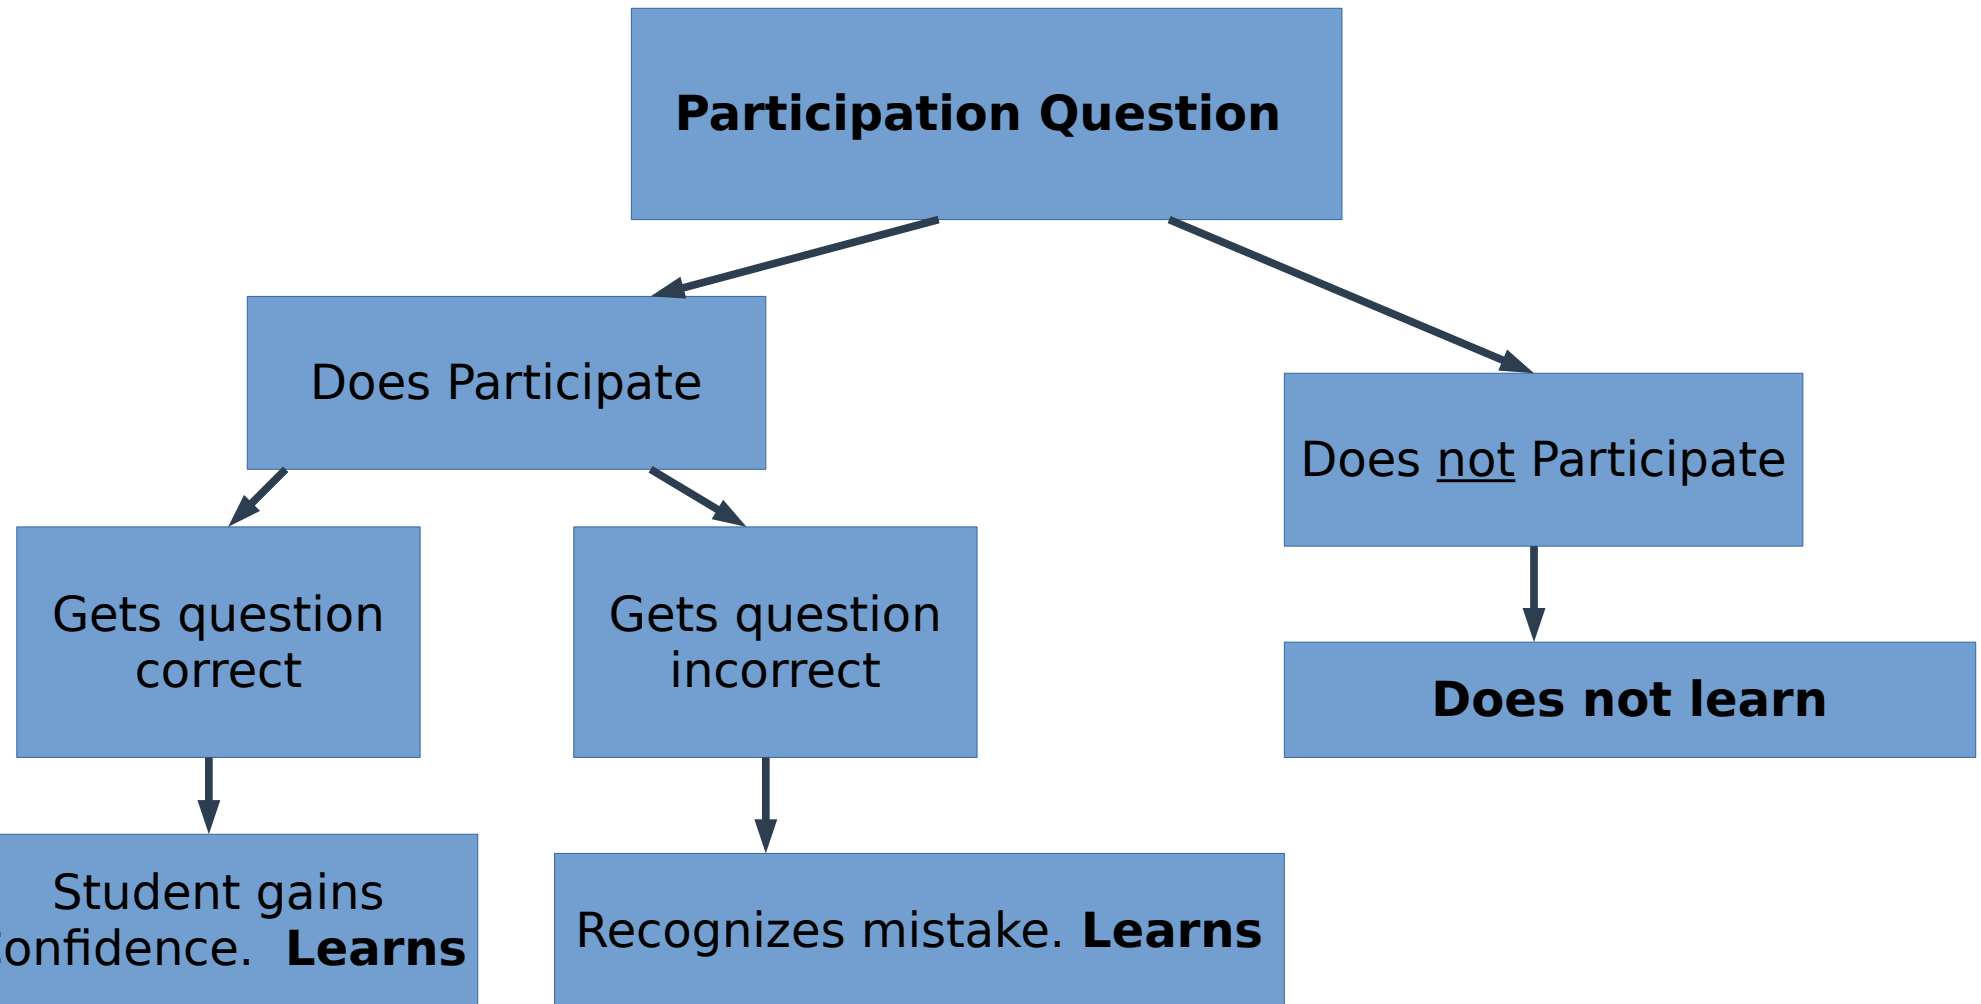 Participation Question
Does Participate
Does not Participate
Gets question
correct
Gets question
incorrect
Does not learn
Student gains
onfidence. Learns
Recognizes mistake. Learns